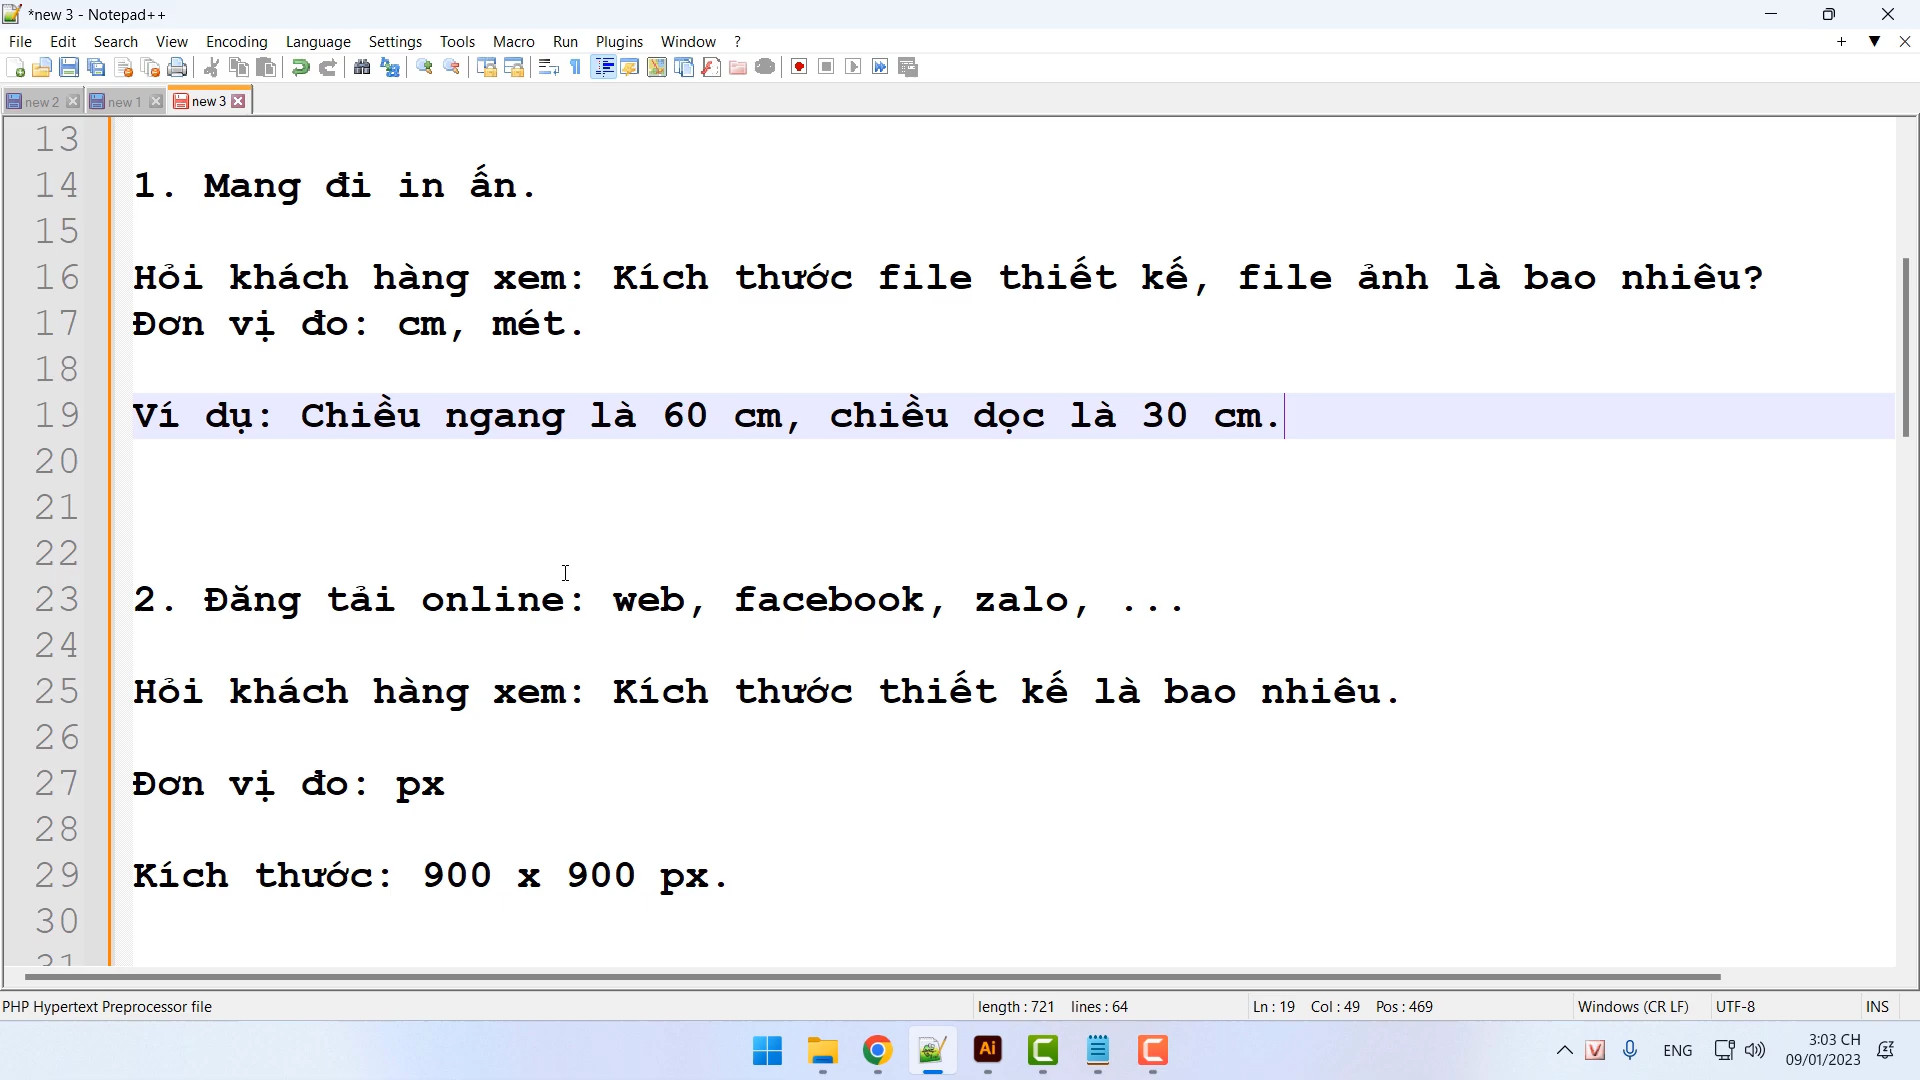 *new 3 - Notepad++
File Edit Search View Encoding Language Settings Tools Macro Run Plugins Window ?
new 2 new 1 new 3
13
14 1. Mang đi in ấn.
15
16 Hỏi khách hàng xem: Kích thước file thiết kế, file ảnh là bao nhiêu?
17 Đơn vị đo: cm, mét.
18
19 Ví dụ: Chiều ngang là 60 cm, chiều dọc là 30 cm.
20
21
22
23 2. Đăng tải online: web, facebook, zalo, ...
24
25 Hỏi khách hàng xem: Kích thước thiết kế là bao nhiêu.
26
27 Đơn vị đo: px
28
29 Kích thước: 900 x 900 px.
30
31
PHP Hypertext Preprocessor file length : 721 lines : 64 Ln : 19 Col : 49 Pos : 469 Windows (CR LF) UTF-8 INS
Ai ENG 3:03 CH
09/01/2023